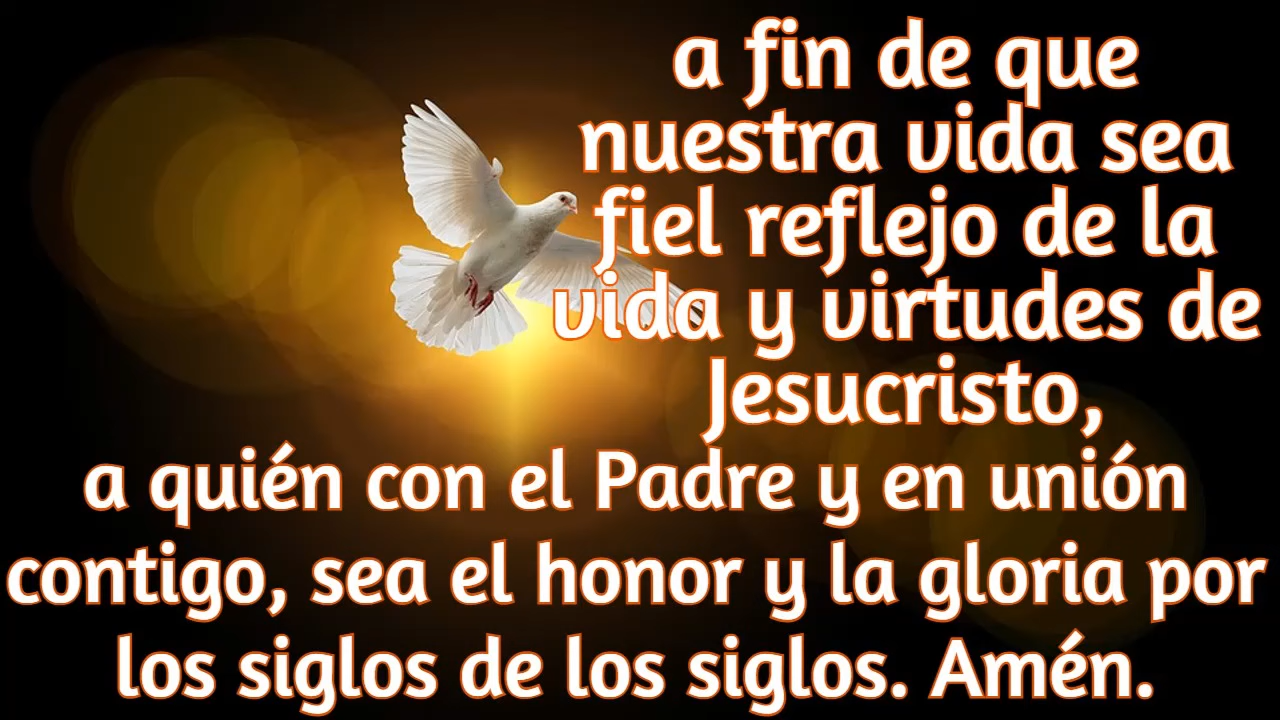 a fin de que
nuestra vida sea
fiel reflejo de la
vida y virtudes de
Jesucristo,
a quién con el Padre y en unión
contigo, sea el honor y la gloria por
los siglos de los siglos. Amén.